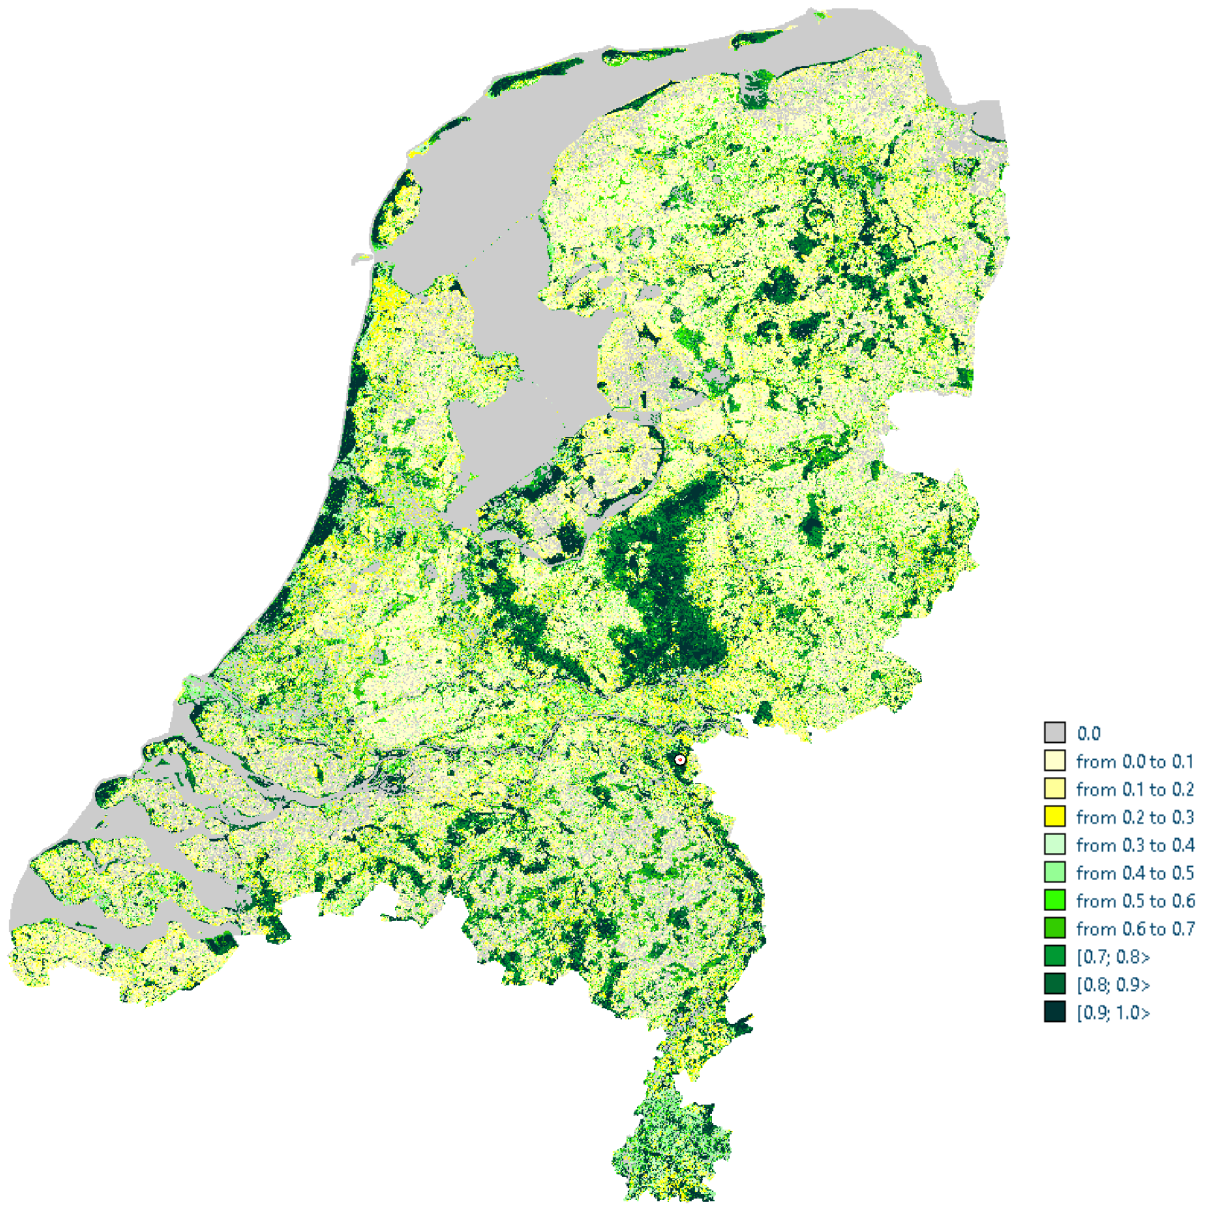 0.0
from 0.0 to 0.1
from 0.1 to 0.2
from 0.2 to 0.3
from 0.3 to 0.4
from 0.4 to 0.5
from 0.5 to 0.6
from 0.6 to 0.7
[0.7; 0.8>
[0.8; 0.9>
[0.9; 1.0>